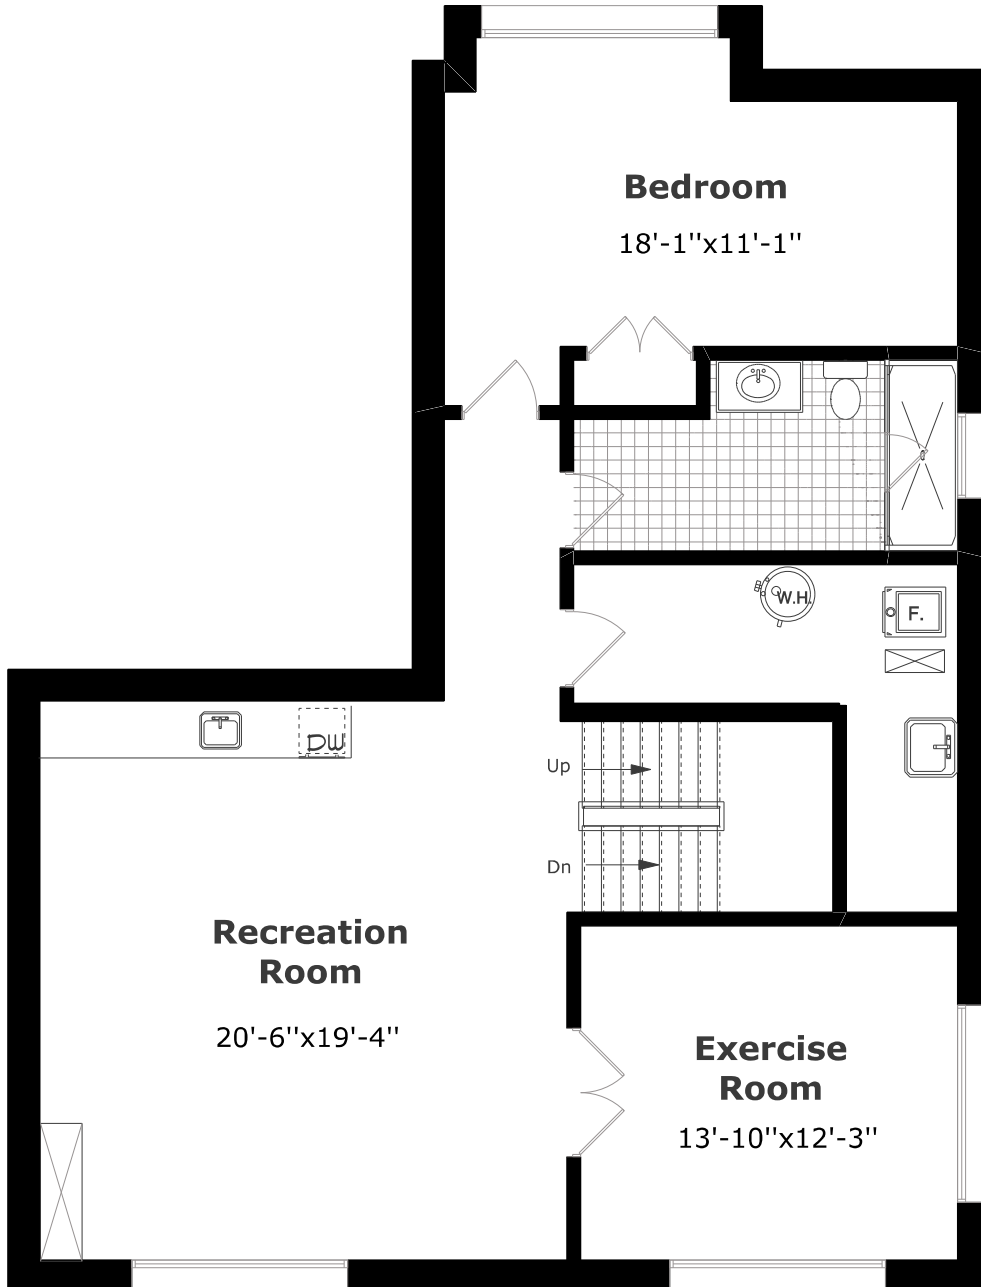 Bedroom
18'-1"x11'-1"
W.H.
F.
DW
Up
Dn
Recreation
Room
20'-6"x19'-4"
Exercise
Room
13'-10"x12'-3"